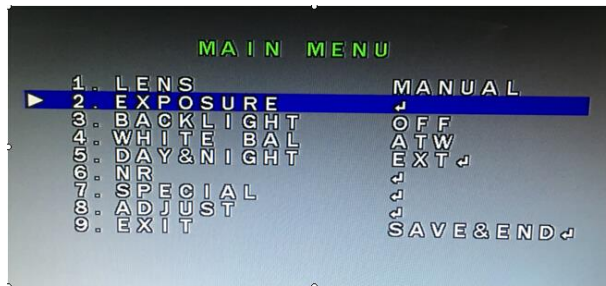 MAIN MENU
1. LENS MANUAL
2. EXPOSURE ↲
3. BACKLIGHT OFF
4. WHITE BAL ATW
5. DAY&NIGHT EXT↲
6. NR ↲
7. SPECIAL ↲
8. ADJUST ↲
9. EXIT SAVE&END↲